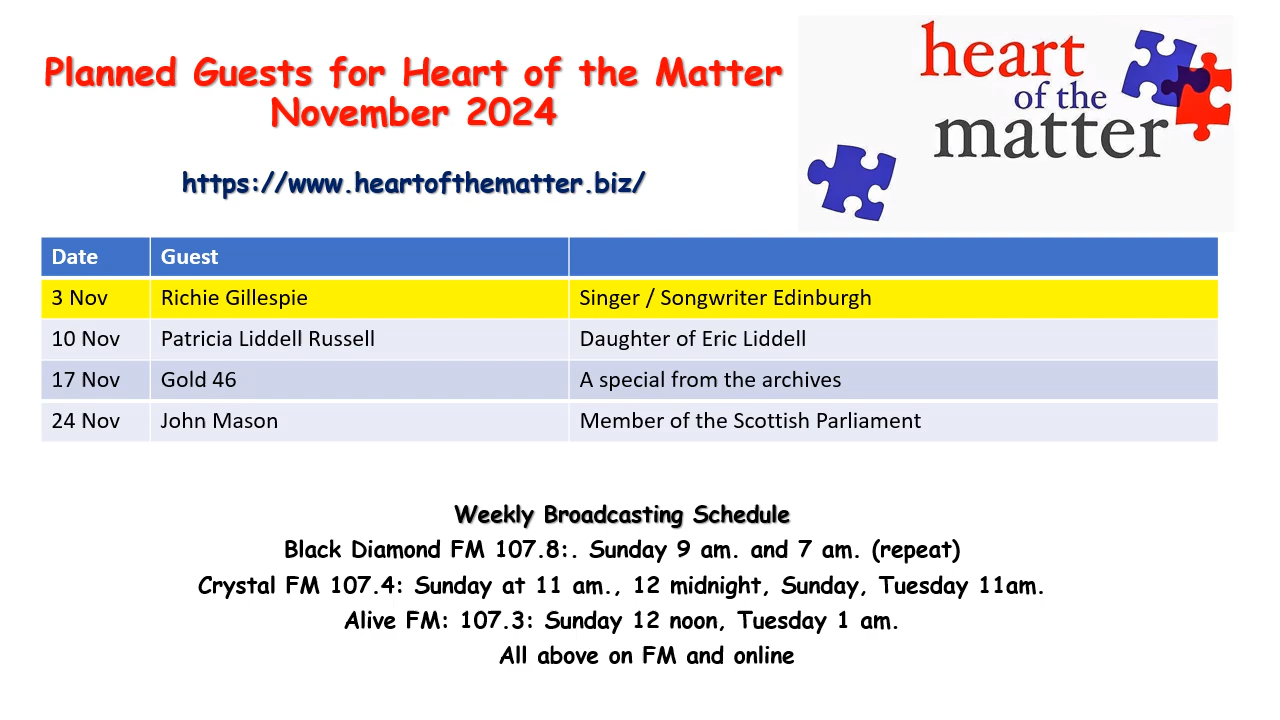 Planned Guests for Heart of the Matter
November 2024
https://www.heartofthematter.biz/
heart
of the
matter
Date Guest
3 Nov Richie Gillespie Singer / Songwriter Edinburgh
10 Nov Patricia Liddell Russell Daughter of Eric Liddell
17 Nov Gold 46 A special from the archives
24 Nov John Mason Member of the Scottish Parliament
Weekly Broadcasting Schedule
Black Diamond FM 107.8:. Sunday 9 am. and 7 am. (repeat)
Crystal FM 107.4: Sunday at 11 am., 12 midnight, Sunday, Tuesday 11am.
Alive FM: 107.3: Sunday 12 noon, Tuesday 1 am.
All above on FM and online